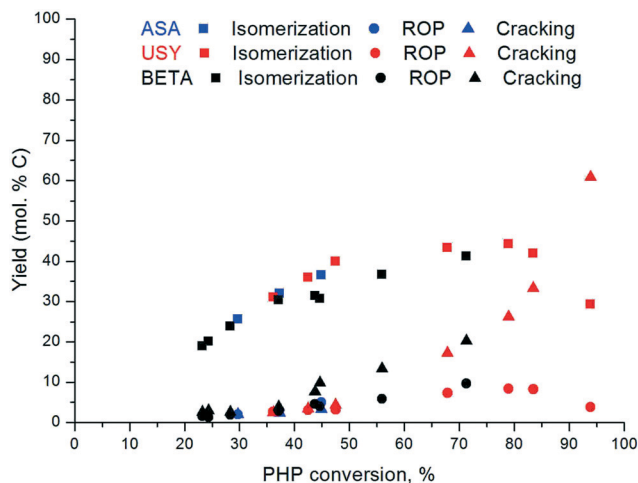 100
90
80
70
60
50
40
30
20
10
0
Yield (mol. % C)
ASA Isomerization ROP Cracking
USY Isomerization ROP Cracking
BETA Isomerization ROP Cracking
0 10 20 30 40 50 60 70 80 90 100
PHP conversion, %